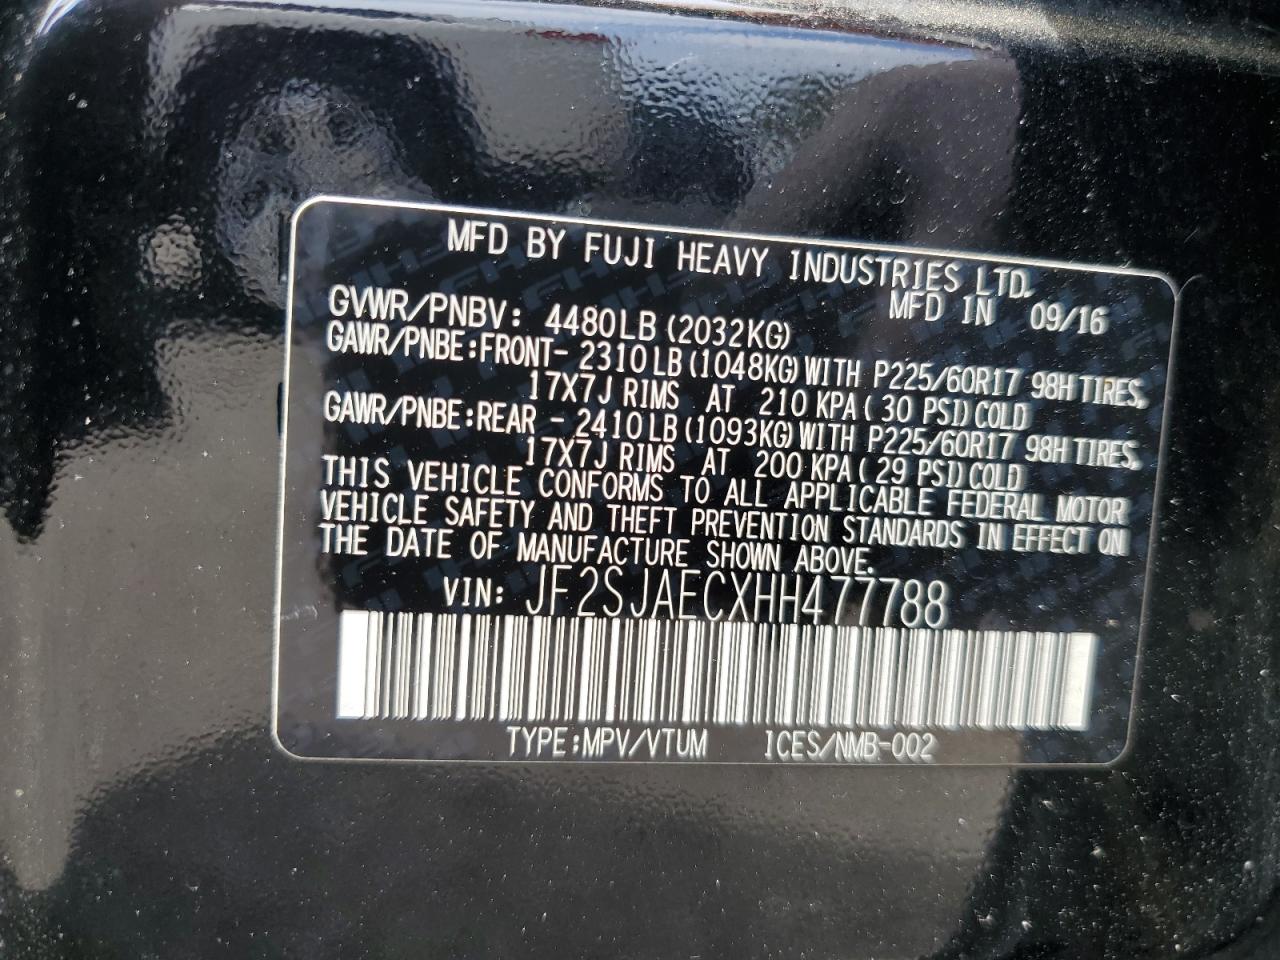 MFD BY FUJI HEAVY INDUSTRIES LTD.
MFD IN 09/16
GVWR/PNBV: 4480LB (2032KG)
GAWR/PNBE:FRONT- 2310LB (1048KG) WITH P225/60R17 98H TIRES,
17X7J RIMS AT 210 KPA ( 30 PSI) COLD
GAWR/PNBE:REAR - 2410LB (1093KG) WITH P225/60R17 98H TIRES,
17X7J RIMS AT 200 KPA ( 29 PSI) COLD
THIS VEHICLE CONFORMS TO ALL APPLICABLE FEDERAL MOTOR
VEHICLE SAFETY AND THEFT PREVENTION STANDARDS IN EFFECT ON
THE DATE OF MANUFACTURE SHOWN ABOVE.
VIN: JF2SJAECXHH477788
TYPE:MPV/VTUM ICES/NMB-002